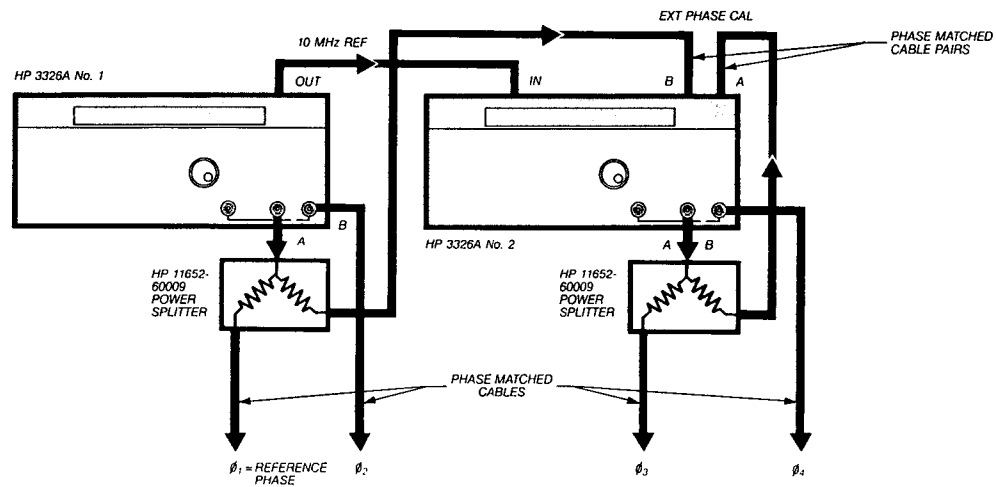 EXT PHASE CAL
10 MHz REF
PHASE MATCHED
CABLE PAIRS
HP 3326A No. 1
OUT
IN
B
A
A
B
HP 3326A No. 2
A
B
HP 11652-
60009
POWER
SPLITTER
HP 11652-
60009
POWER
SPLITTER
PHASE MATCHED
CABLES
ø₁ = REFERENCE
PHASE
ø₂
ø₃
ø₄